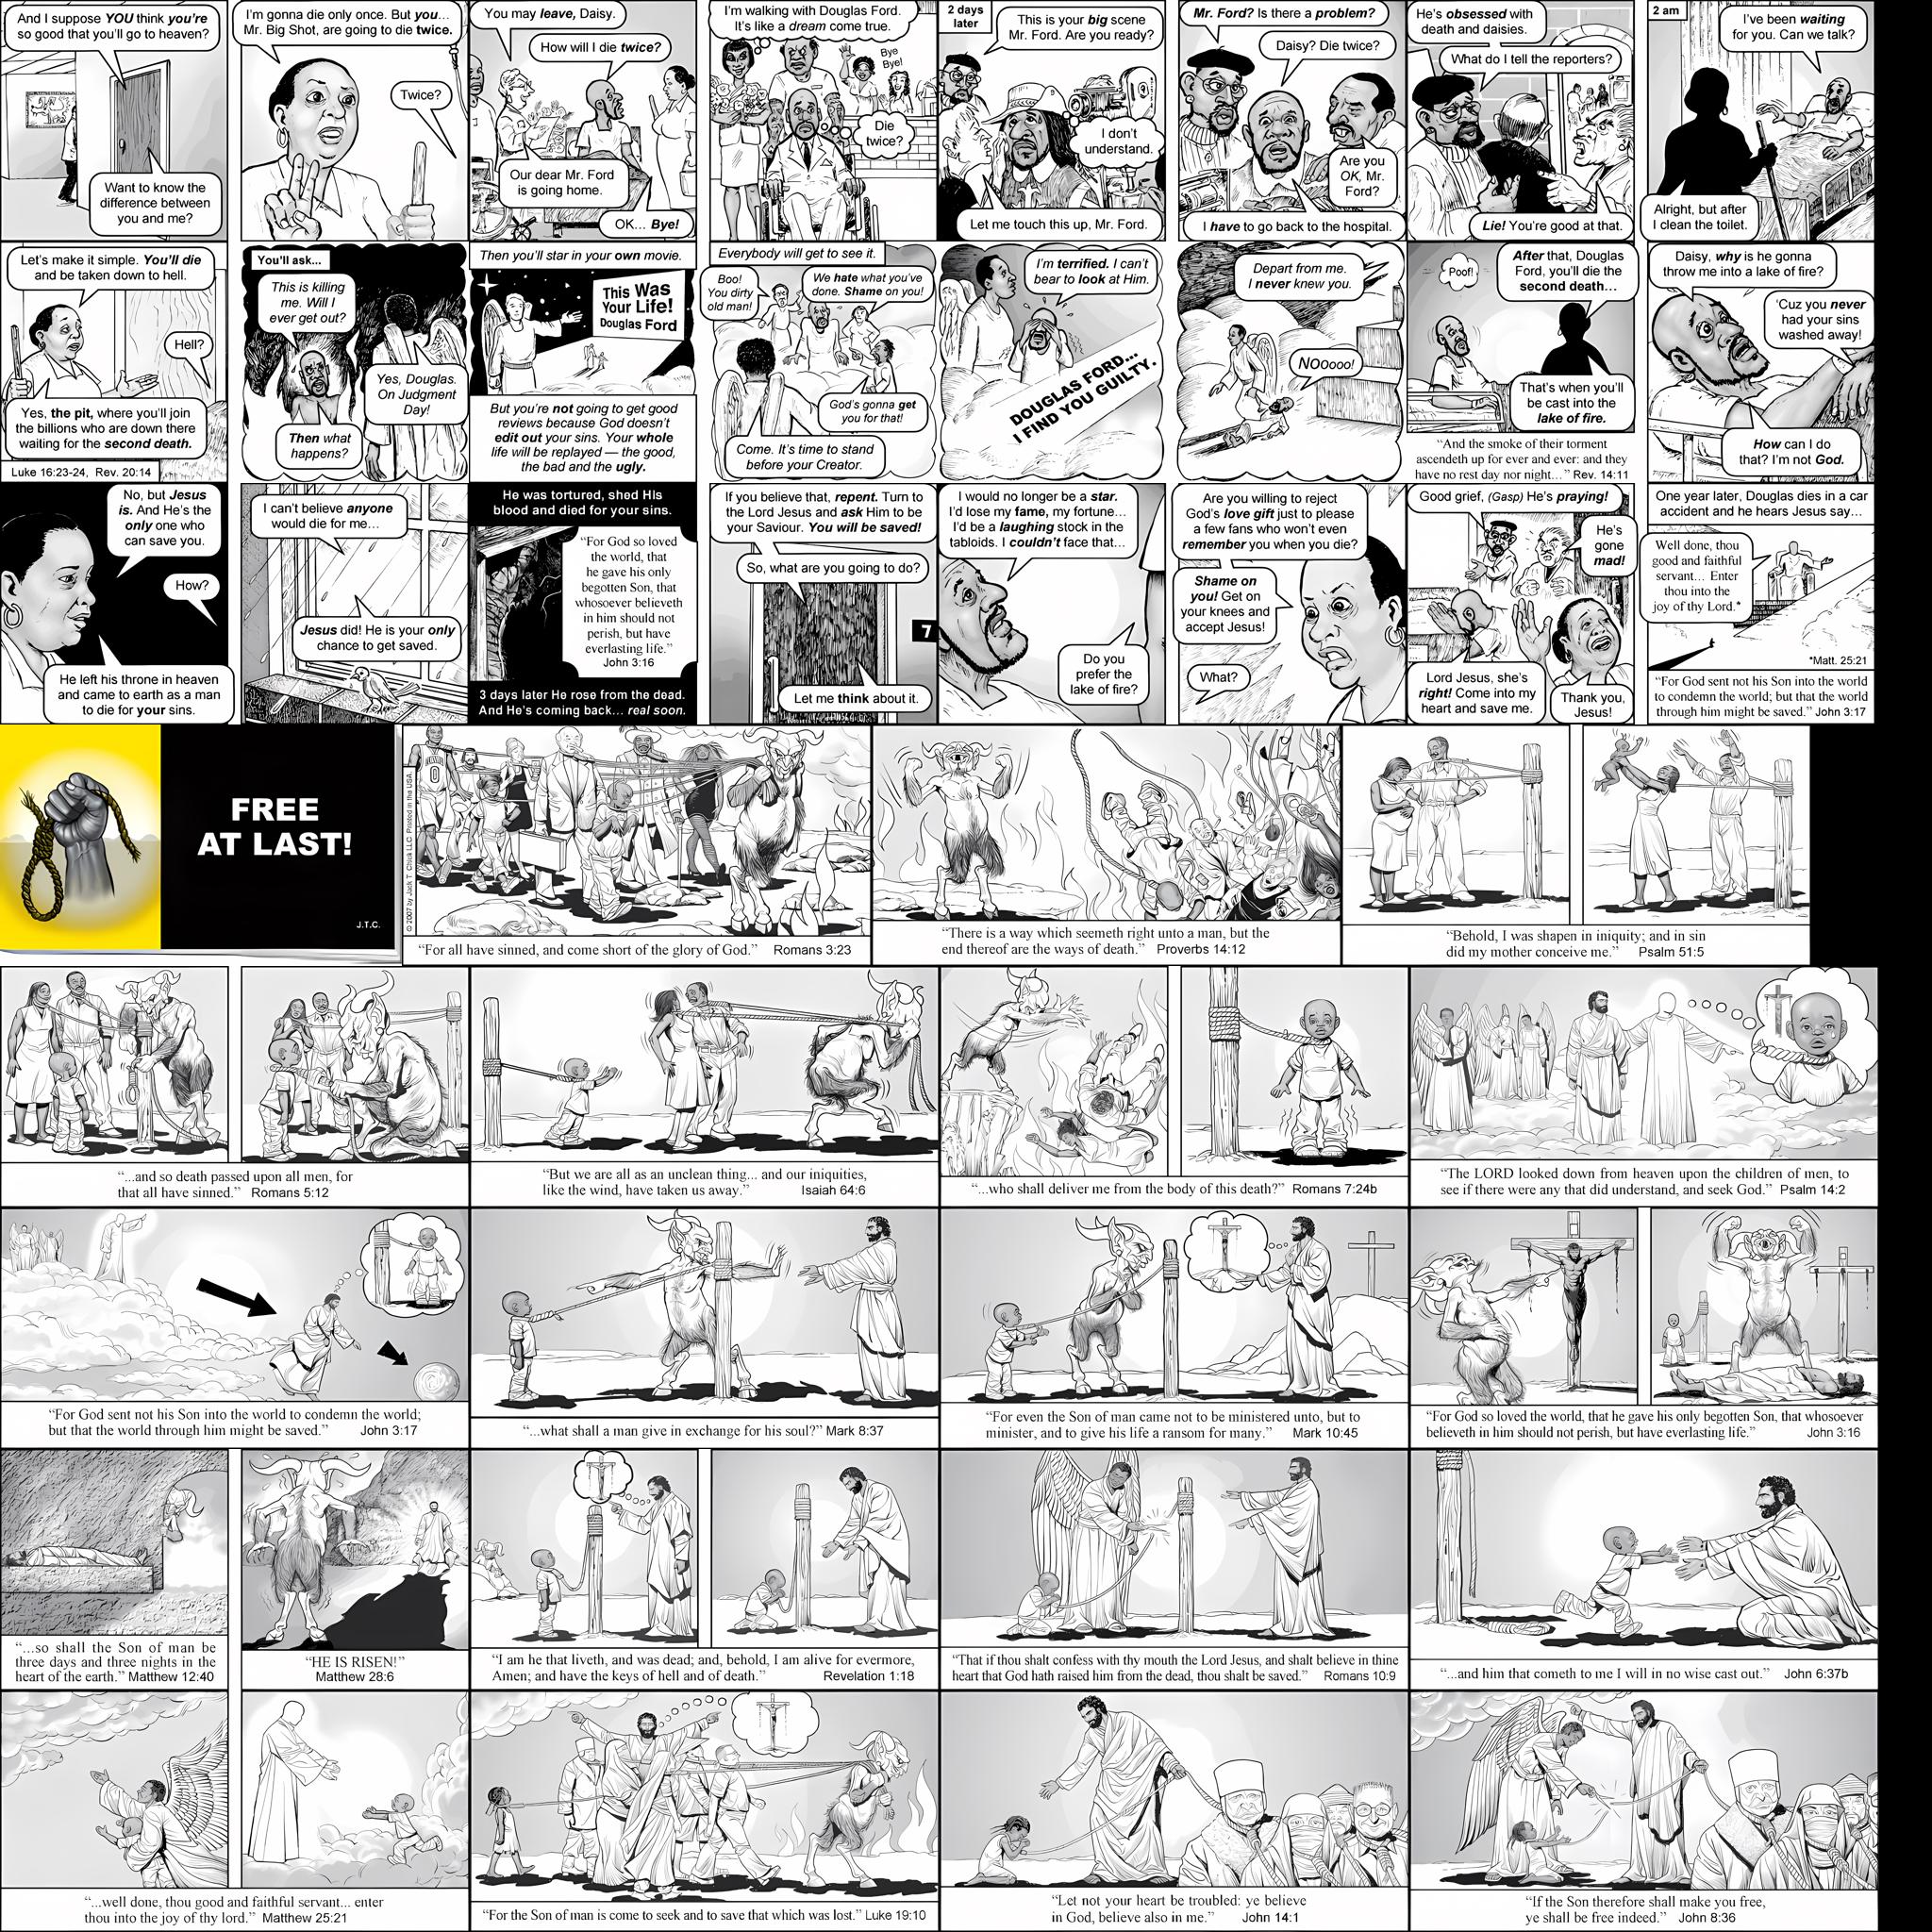 And I suppose YOU think you're
so good that you'll go to heaven?
Want to know the
difference between
you and me?
I'm gonna die only once. But you...
Mr. Big Shot, are going to die twice.
Twice?
You may leave, Daisy.
How will I die twice?
Our dear Mr. Ford
is going home.
OK... Bye!
I'm walking with Douglas Ford.
It's like a dream come true.
Bye
Bye!
Die
twice?
2 days
later
This is your big scene
Mr. Ford. Are you ready?
I don't
understand.
Let me touch this up, Mr. Ford.
Mr. Ford? Is there a problem?
Daisy? Die twice?
Are you
OK, Mr.
Ford?
I have to go back to the hospital.
He's obsessed with
death and daisies.
What do I tell the reporters?
Lie! You're good at that.
2 am
I've been waiting
for you. Can we talk?
Alright, but after
I clean the toilet.
Let's make it simple. You'll die
and be taken down to hell.
Hell?
Yes, the pit, where you'll join
the billions who are down there
waiting for the second death.
Luke 16:23-24, Rev. 20:14
You'll ask...
This is killing
me. Will I
ever get out?
Yes, Douglas.
On Judgment
Day!
Then what
happens?
Then you'll star in your own movie.
This Was
Your Life!
Douglas Ford
But you're not going to get good
reviews because God doesn't
edit out your sins. Your whole
life will be replayed — the good,
the bad and the ugly.
Everybody will get to see it.
Boo!
You dirty
old man!
We hate what you've
done. Shame on you!
God's gonna get
you for that!
Come. It's time to stand
before your Creator.
I'm terrified. I can't
bear to look at Him.
DOUGLAS FORD...
I FIND YOU GUILTY.
Depart from me.
I never knew you.
NOoooo!
Poof!
After that, Douglas
Ford, you'll die the
second death...
That's when you'll
be cast into the
lake of fire.
“And the smoke of their torment
ascendeth up for ever and ever: and they
have no rest day nor night...” Rev. 14:11
Daisy, why is he gonna
throw me into a lake of fire?
'Cuz you never
had your sins
washed away!
How can I do
that? I'm not God.
No, but Jesus
is. And He's the
only one who
can save you.
How?
He left his throne in heaven
and came to earth as a man
to die for your sins.
I can't believe anyone
would die for me...
Jesus did! He is your only
chance to get saved.
He was tortured, shed His
blood and died for your sins.
“For God so loved
the world, that
he gave his only
begotten Son, that
whosoever believeth
in him should not
perish, but have
everlasting life.”
John 3:16
3 days later He rose from the dead.
And He's coming back... real soon.
If you believe that, repent. Turn to
the Lord Jesus and ask Him to be
your Saviour. You will be saved!
So, what are you going to do?
7
Let me think about it.
I would no longer be a star.
I'd lose my fame, my fortune...
I'd be a laughing stock in the
tabloids. I couldn't face that...
Do you
prefer the
lake of fire?
Are you willing to reject
God's love gift just to please
a few fans who won't even
remember you when you die?
Shame on
you! Get on
your knees and
accept Jesus!
What?
Good grief, (Gasp) He's praying!
He's
gone
mad!
Lord Jesus, she's
right! Come into my
heart and save me.
Thank you,
Jesus!
One year later, Douglas dies in a car
accident and he hears Jesus say...
Well done, thou
good and faithful
servant... Enter
thou into the
joy of thy Lord.*
*Matt. 25:21
“For God sent not his Son into the world
to condemn the world; but that the world
through him might be saved.” John 3:17
FREE
AT LAST!
J.T.C.
© 2007 by Jack T. Chick LLC Printed in the USA.
0
“For all have sinned, and come short of the glory of God.” Romans 3:23
“There is a way which seemeth right unto a man, but the
end thereof are the ways of death.” Proverbs 14:12
“Behold, I was shapen in iniquity; and in sin
did my mother conceive me.” Psalm 51:5
“...and so death passed upon all men, for
that all have sinned.” Romans 5:12
“But we are all as an unclean thing... and our iniquities,
like the wind, have taken us away.” Isaiah 64:6
“...who shall deliver me from the body of this death?” Romans 7:24b
“The LORD looked down from heaven upon the children of men, to
see if there were any that did understand, and seek God.” Psalm 14:2
“For God sent not his Son into the world to condemn the world;
but that the world through him might be saved.” John 3:17
“...what shall a man give in exchange for his soul?” Mark 8:37
“For even the Son of man came not to be ministered unto, but to
minister, and to give his life a ransom for many.” Mark 10:45
“For God so loved the world, that he gave his only begotten Son, that whosoever
believeth in him should not perish, but have everlasting life.” John 3:16
“...so shall the Son of man be
three days and three nights in the
heart of the earth.” Matthew 12:40
“HE IS RISEN!”
Matthew 28:6
“I am he that liveth, and was dead; and, behold, I am alive for evermore,
Amen; and have the keys of hell and of death.” Revelation 1:18
“That if thou shalt confess with thy mouth the Lord Jesus, and shalt believe in thine
heart that God hath raised him from the dead, thou shalt be saved.” Romans 10:9
“...and him that cometh to me I will in no wise cast out.” John 6:37b
“...well done, thou good and faithful servant... enter
thou into the joy of thy lord.” Matthew 25:21
“For the Son of man is come to seek and to save that which was lost.” Luke 19:10
“Let not your heart be troubled: ye believe
in God, believe also in me.” John 14:1
“If the Son therefore shall make you free,
ye shall be free indeed.” John 8:36